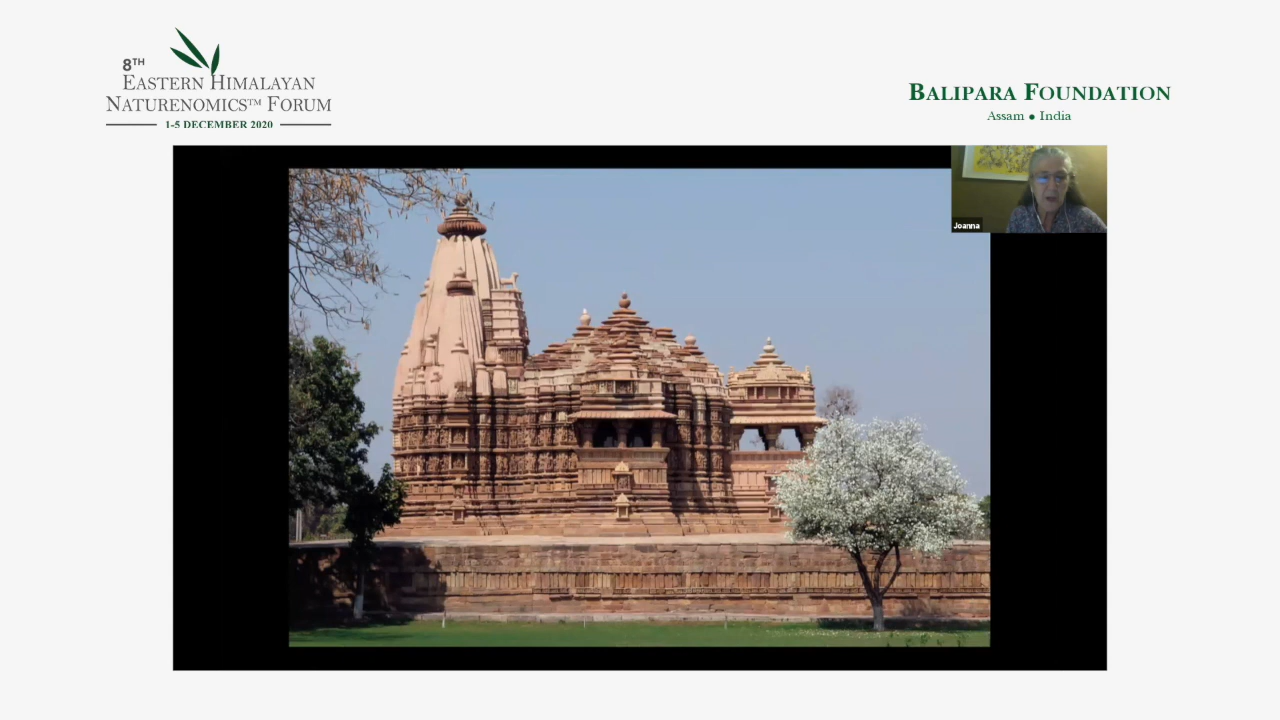 8TH
EASTERN HIMALAYAN
NATURENOMICS™ FORUM
1-5 DECEMBER 2020
BALIPARA FOUNDATION
Assam • India
Joanna